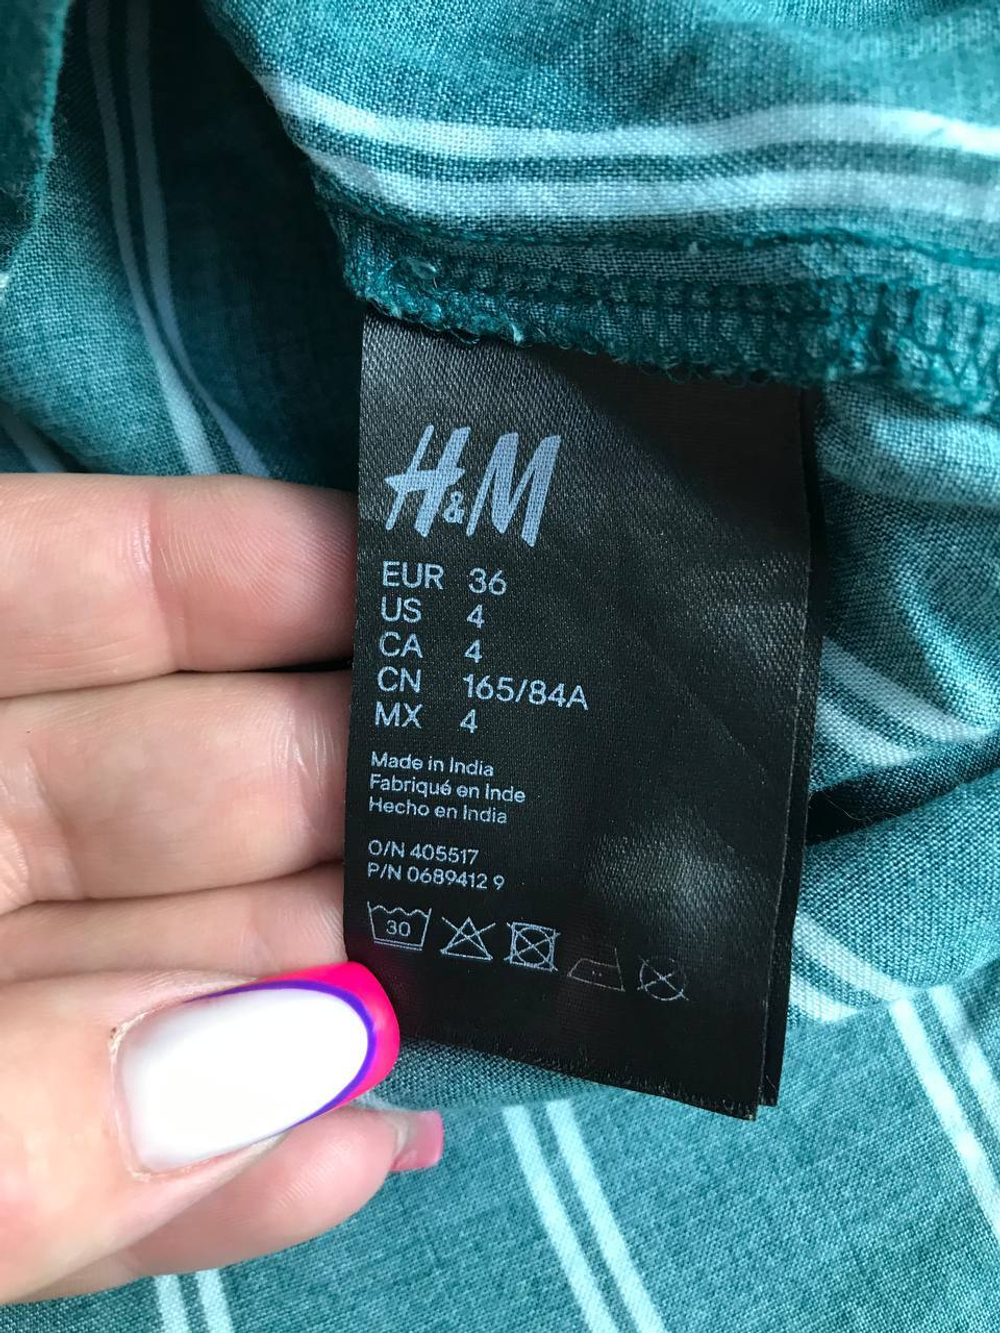 H&M
EUR 36
US 4
CA 4
CN 165/84A
MX 4
Made in India
Fabriqué en Inde
Hecho en India
O/N 405517
P/N 0689412 9
30